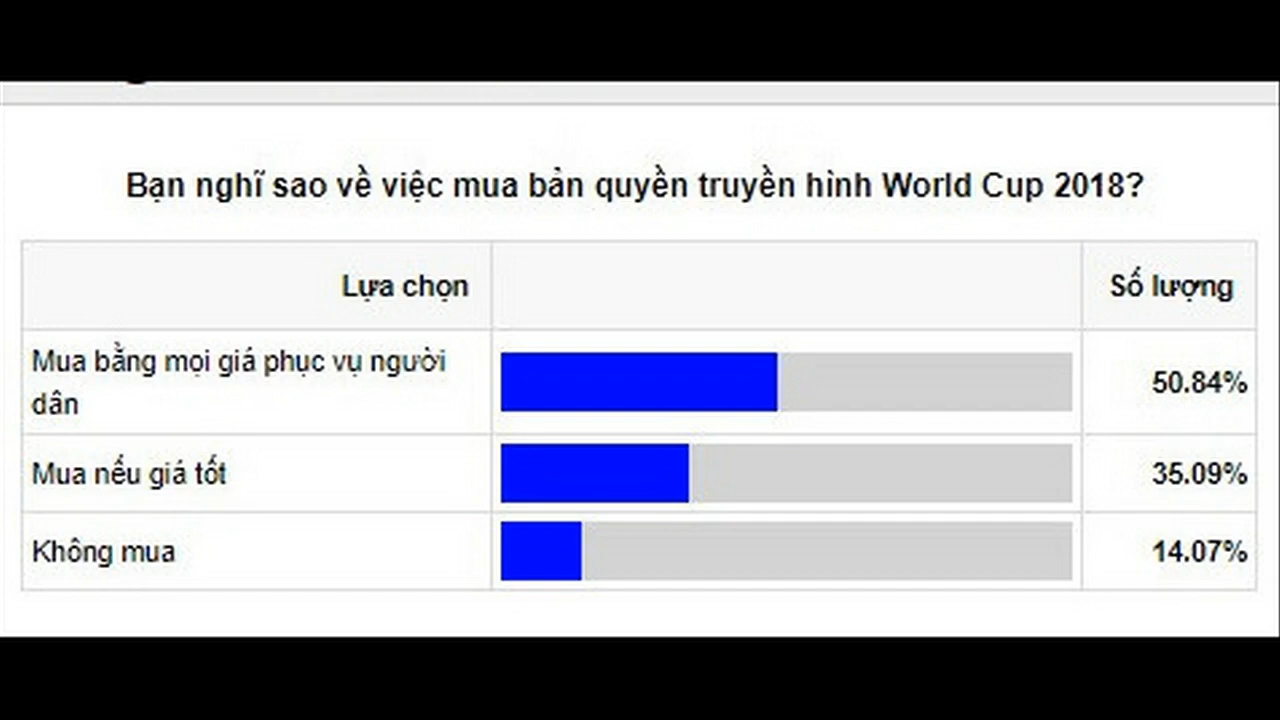 Bạn nghĩ sao về việc mua bản quyền truyền hình World Cup 2018?
Lựa chọn
Số lượng
Mua bằng mọi giá phục vụ người
dân
50.84%
Mua nếu giá tốt
35.09%
Không mua
14.07%